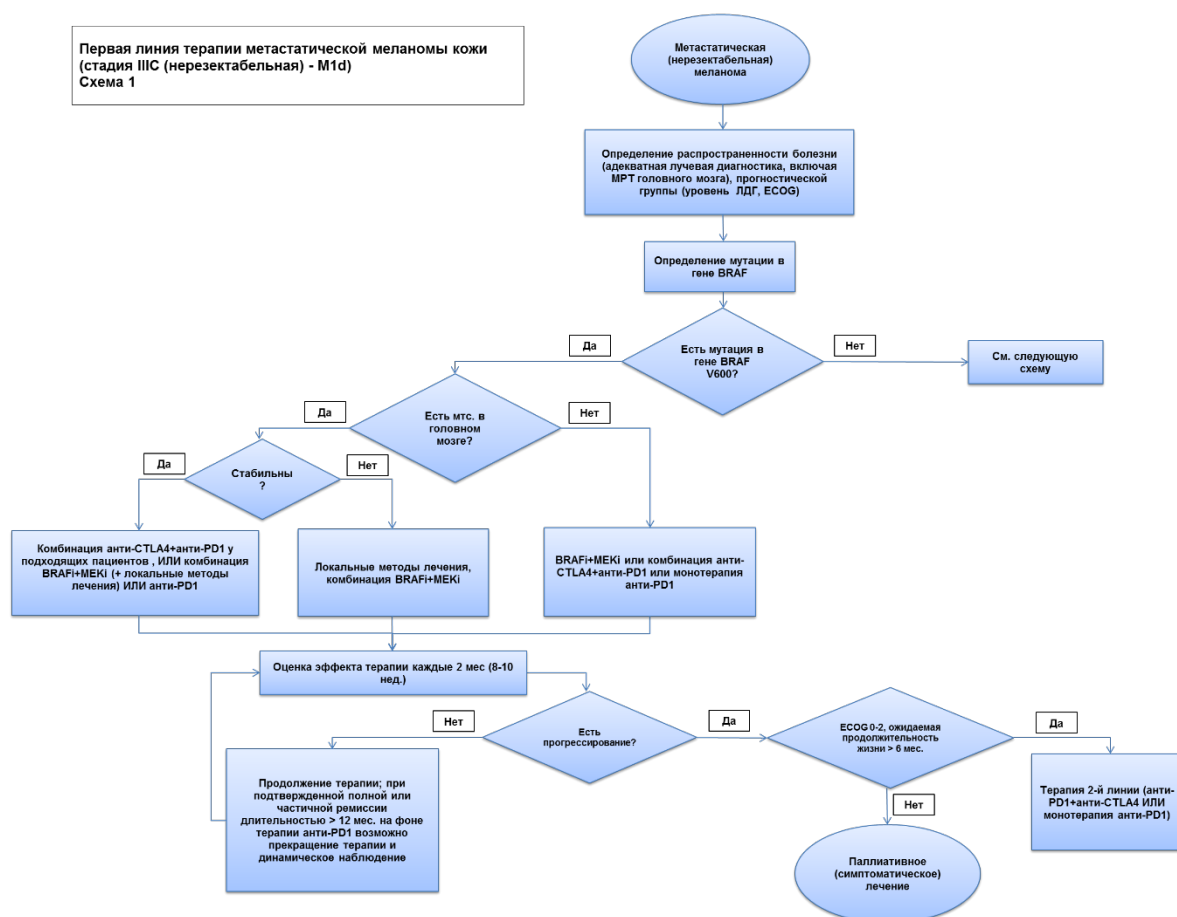 Первая линия терапии метастатической меланомы кожи
(стадия IIIC (нерезектабельная) - M1d)
Схема 1
Метастатическая
(нерезектабельная)
меланома
Определение распространенности болезни
(адекватная лучевая диагностика, включая
МРТ головного мозга), прогностической
группы (уровень ЛДГ, ECOG)
Определение мутации в
гене BRAF
Да
Есть мутация в
гене BRAF
V600?
Нет
См. следующую
схему
Да
Есть мтс. в
головном
мозге?
Нет
Да
Стабильны
?
Нет
Комбинация анти-CTLA4+анти-PD1 у
подходящих пациентов , ИЛИ комбинация
BRAFi+MEKi (+ локальные методы
лечения) ИЛИ анти-PD1
Локальные методы лечения,
комбинация BRAFi+MEKi
BRAFi+MEKi или комбинация анти-
CTLA4+анти-PD1 или монотерапия
анти-PD1
Оценка эффекта терапии каждые 2 мес (8-10
нед.)
Нет
Есть
прогрессирование?
Да
ECOG 0-2, ожидаемая
продолжительность
жизни > 6 мес.
Да
Продолжение терапии; при
подтвержденной полной или
частичной ремиссии
длительностью > 12 мес. на фоне
терапии анти-PD1 возможно
прекращение терапии и
динамическое наблюдение
Нет
Терапия 2-й линии (анти-
PD1+анти-CTLA4 ИЛИ
монотерапия анти-PD1)
Паллиативное
(симптоматическое)
лечение